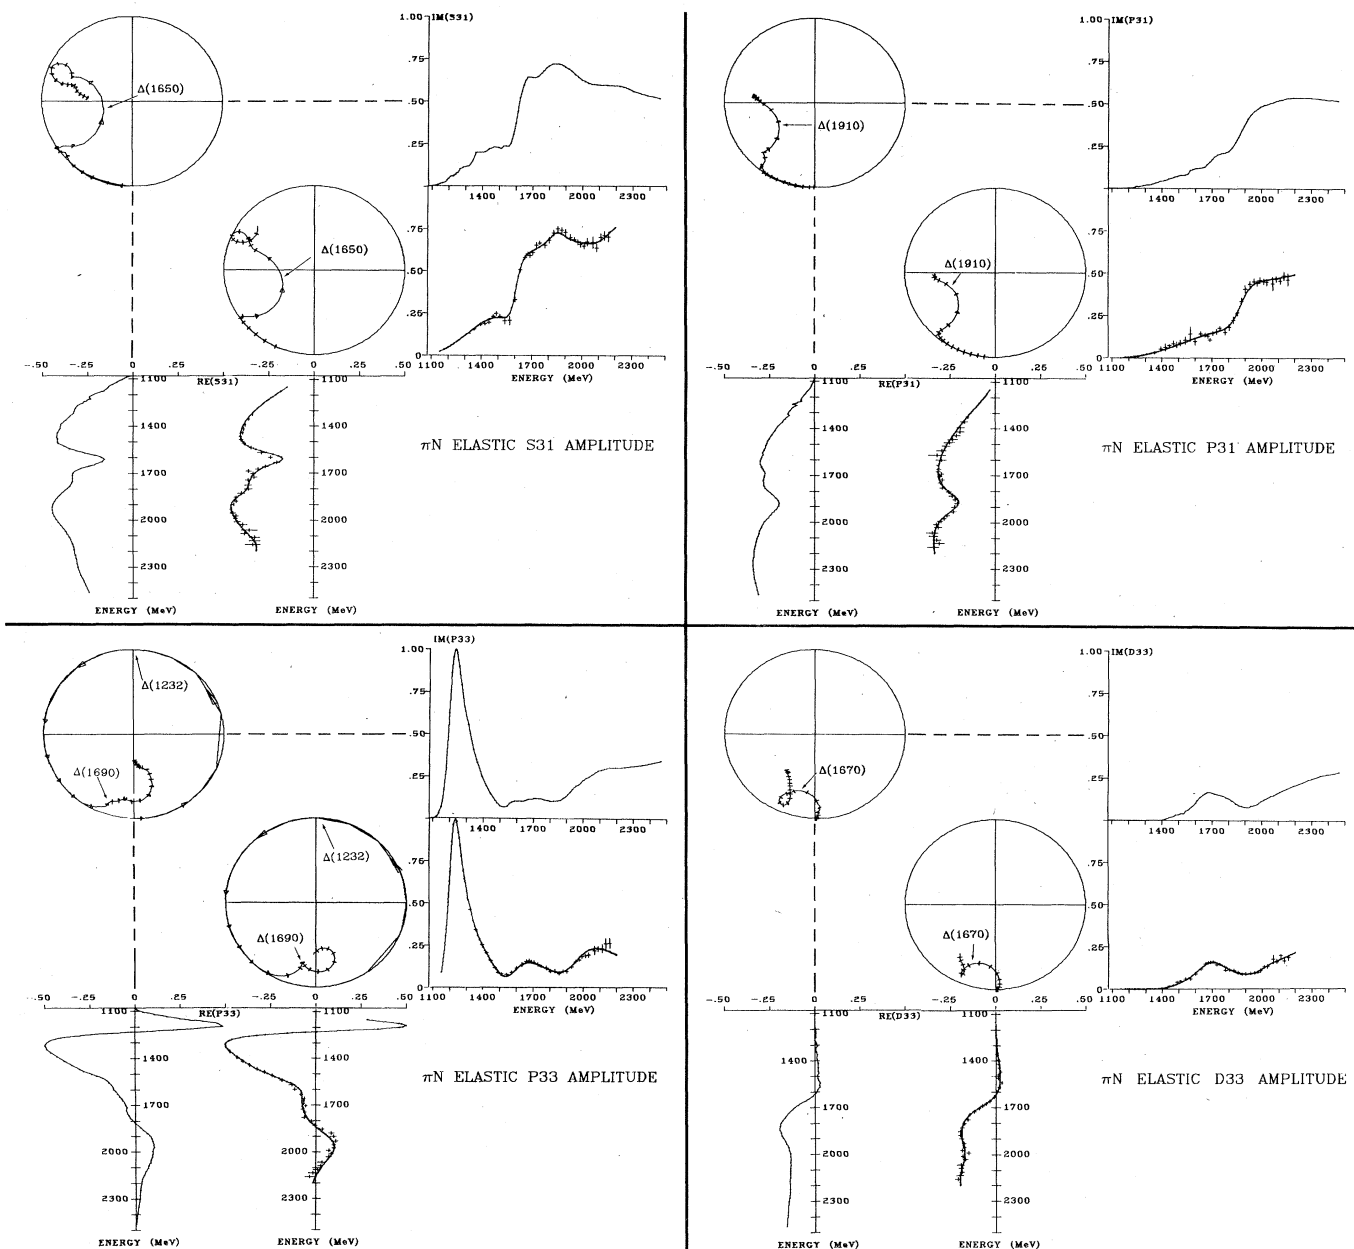 1.00 IM(S31)
.75
.50
.25
0
Δ(1650)
1400 1700 2000 2300
Δ(1650)
.75
.50
.25
0
1100 1400 1700 2000 2300
ENERGY (MeV)
-.50 -.25 0 -.25 0 .25 .50
RE(S31)
1100 1100
1400 1400
1700 1700
2000 2000
2300 2300
ENERGY (MeV) ENERGY (MeV)
πN ELASTIC S31 AMPLITUDE
1.00 IM(P31)
.75
.50
.25
0
Δ(1910)
1400 1700 2000 2300
Δ(1910)
.75
.50
.25
0
1100 1400 1700 2000 2300
ENERGY (MeV)
-.50 -.25 0 -.25 0 .25 .50
RE(P31)
1100 1100
1400 1400
1700 1700
2000 2000
2300 2300
ENERGY (MeV) ENERGY (MeV)
πN ELASTIC P31 AMPLITUDE
IM(P33)
1.00
.75
.50
.25
0
Δ(1232)
Δ(1690)
1400 1700 2000 2300
Δ(1232)
Δ(1690)
.75
.50
.25
0
1100 1400 1700 2000 2300
ENERGY (MeV)
-.50 -.25 0 -.50 -.25 0 .25 .50
RE(P33)
1100 1100
1400 1400
1700 1700
2000 2000
2300 2300
ENERGY (MeV) ENERGY (MeV)
πN ELASTIC P33 AMPLITUDE
1.00 IM(D33)
.75
.50
.25
0
Δ(1670)
1400 1700 2000 2300
Δ(1670)
.75
.50
.25
0
1100 1400 1700 2000 2300
ENERGY (MeV)
-.50 -.25 0 -.25 0 .25 .50
RE(D33)
1100 1100
1400 1400
1700 1700
2000 2000
2300 2300
ENERGY (MeV) ENERGY (MeV)
πN ELASTIC D33 AMPLITUDE